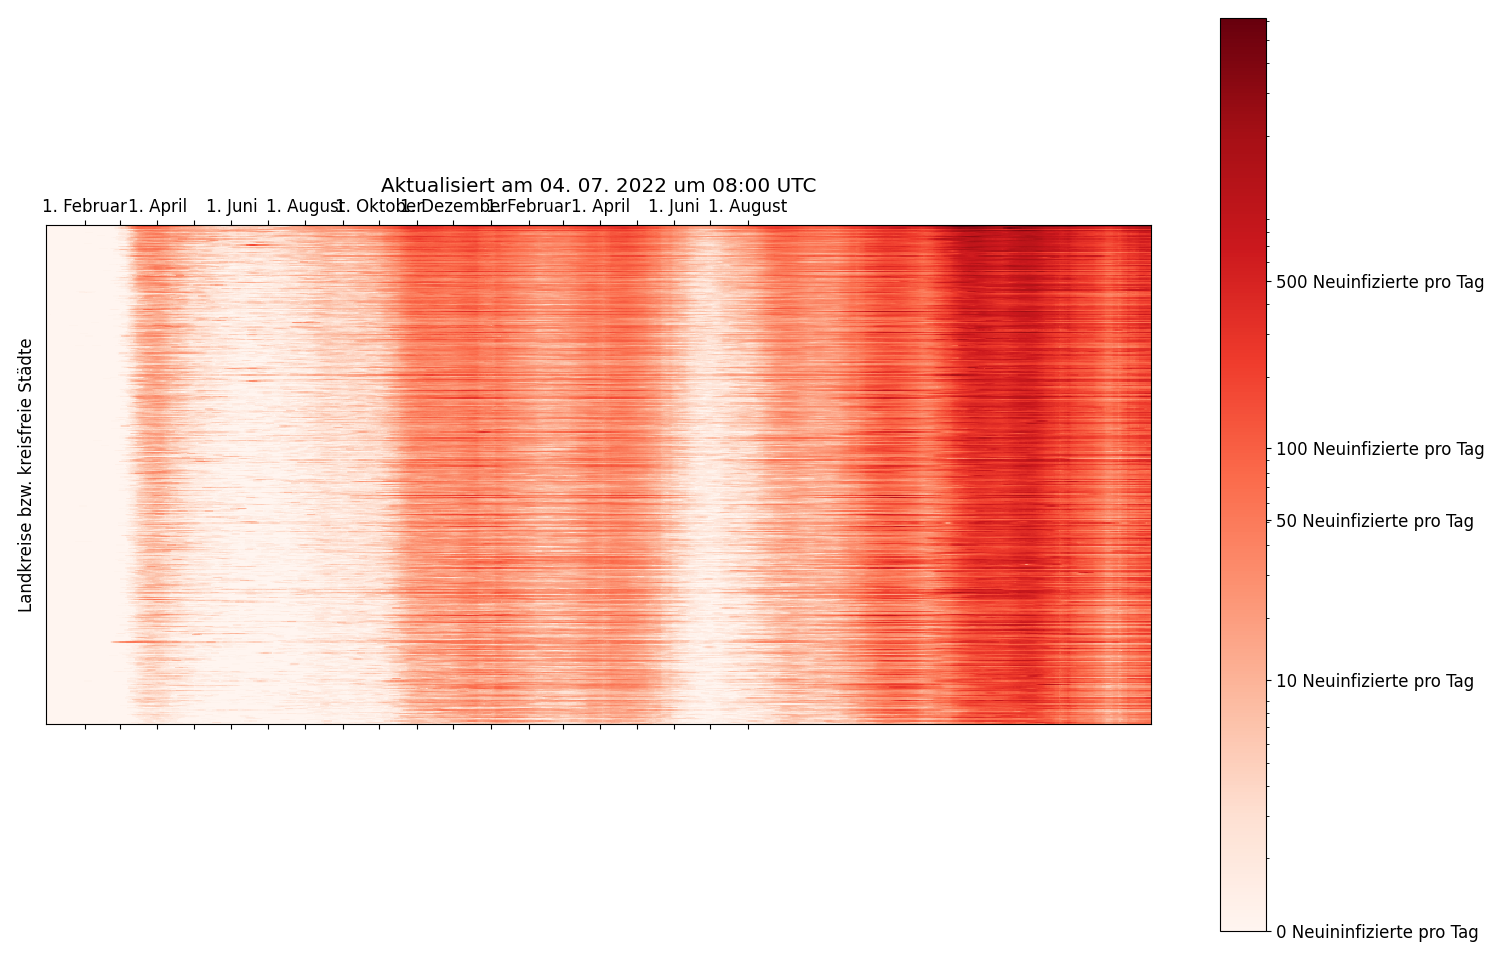 Aktualisiert am 04. 07. 2022 um 08:00 UTC
1. Februar 1. April 1. Juni 1. August 1. Oktober 1. Dezember 1. Februar 1. April 1. Juni 1. August
Landkreise bzw. kreisfreie Städte
500 Neuinfizierte pro Tag
100 Neuinfizierte pro Tag
50 Neuinfizierte pro Tag
10 Neuinfizierte pro Tag
0 Neuininfizierte pro Tag